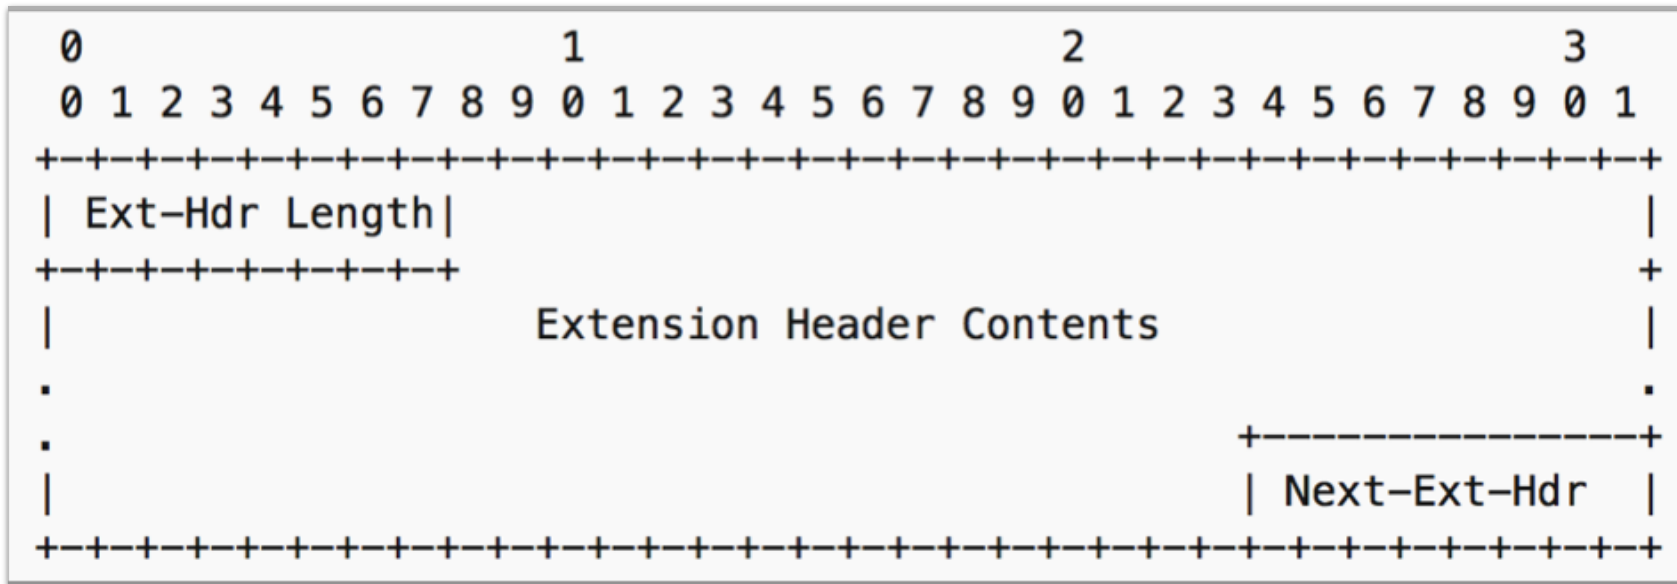 0                   1                   2                   3
 0 1 2 3 4 5 6 7 8 9 0 1 2 3 4 5 6 7 8 9 0 1 2 3 4 5 6 7 8 9 0 1
+-+-+-+-+-+-+-+-+-+-+-+-+-+-+-+-+-+-+-+-+-+-+-+-+-+-+-+-+-+-+-+-+
| Ext-Hdr Length|                                               |
+-+-+-+-+-+-+-+-+                                               +
|                   Extension Header Contents                   |
.                                                               .
.                                               +---------------+
|                                               | Next-Ext-Hdr  |
+-+-+-+-+-+-+-+-+-+-+-+-+-+-+-+-+-+-+-+-+-+-+-+-+-+-+-+-+-+-+-+-+